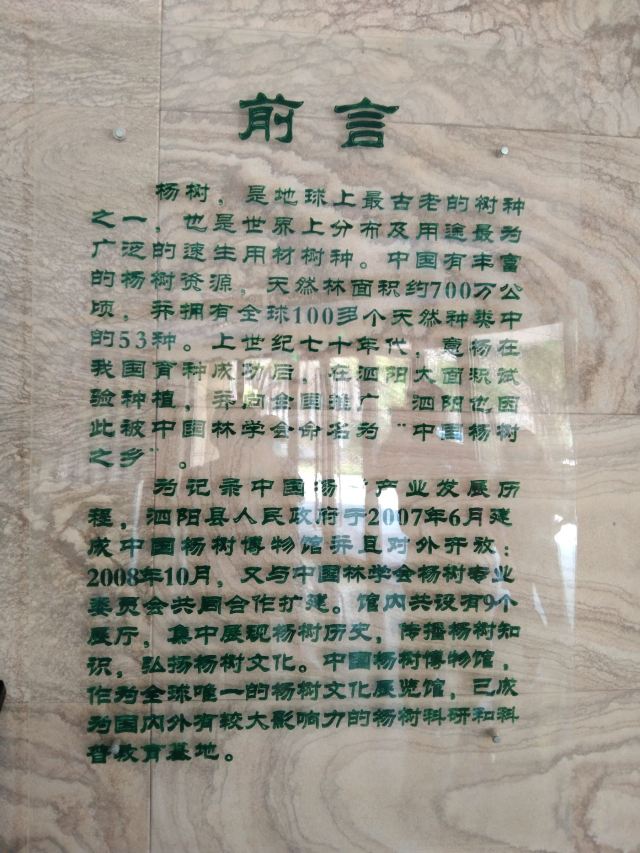 前言
杨树，是地球上最古老的树种
之一，也是世界上分布及用途最为
广泛的速生用材树种。中国有丰富
的杨树资源，天然林面积约700万公
顷，并拥有全球100多个天然种类中
的53种。上世纪七十年代，意杨在
我国育种成功后，在泗阳大面积试
验种植，并向全国推广，泗阳也因
此被中国林学会命名为“中国杨树
之乡”。
为记录中国杨树产业发展历
程，泗阳县人民政府于2007年6月建
成中国杨树博物馆并且对外开放；
2008年10月，又与中国林学会杨树专业
委员会共同合作扩建。馆内共设有9个
展厅，集中展现杨树历史，传播杨树知
识，弘扬杨树文化。中国杨树博物馆，
作为全球唯一的杨树文化展览馆，已成
为国内外有较大影响力的杨树科研和科
普教育基地。